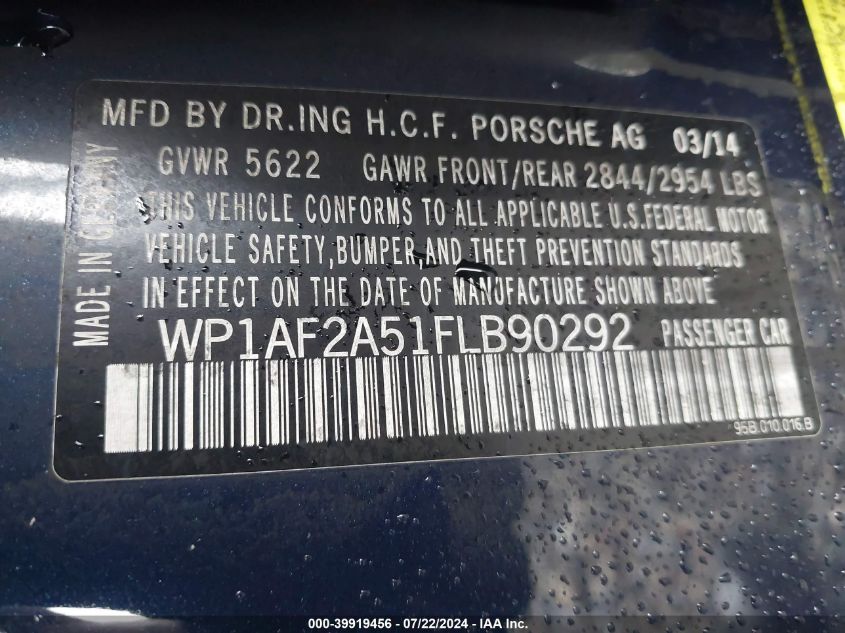 MFD BY DR.ING H.C.F. PORSCHE AG 03/14
GVWR 5622 GAWR FRONT/REAR 2844/2954 LBS
THIS VEHICLE CONFORMS TO ALL APPLICABLE U.S.FEDERAL MOTOR
VEHICLE SAFETY,BUMPER,AND THEFT PREVENTION STANDARDS
IN EFFECT ON THE DATE OF MANUFACTURE SHOWN ABOVE
MADE IN GERMANY
WP1AF2A51FLB90292 PASSENGER CAR
95B.010.016.B
000-39919456 - 07/22/2024 - IAA Inc.